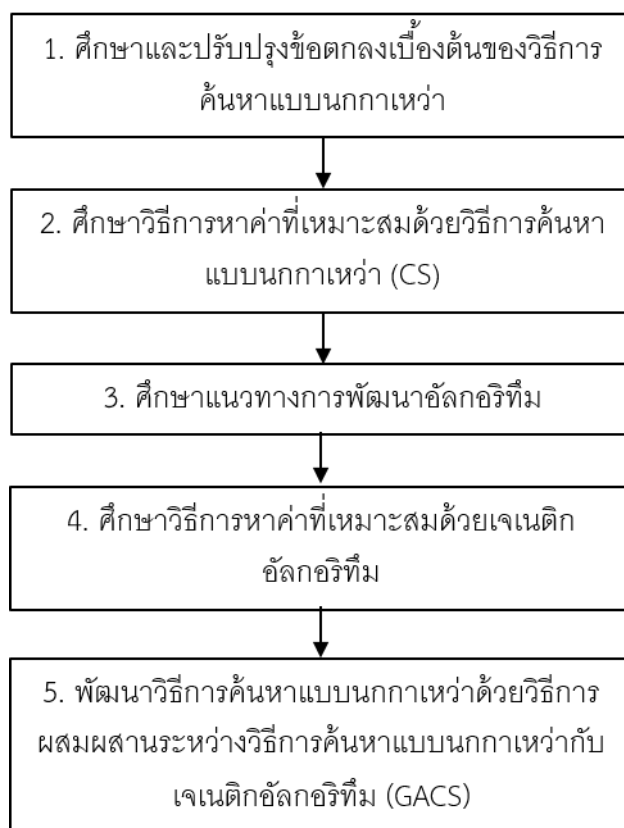 1. ศึกษาและปรับปรุงข้อตกลงเบื้องต้นของวิธีการ
ค้นหาแบบนกกาเหว่า
2. ศึกษาวิธีการหาค่าที่เหมาะสมด้วยวิธีการค้นหา
แบบนกกาเหว่า (CS)
3. ศึกษาแนวทางการพัฒนาอัลกอริทึม
4. ศึกษาวิธีการหาค่าที่เหมาะสมด้วยเจเนติก
อัลกอริทึม
5. พัฒนาวิธีการค้นหาแบบนกกาเหว่าด้วยวิธีการ
ผสมผสานระหว่างวิธีการค้นหาแบบนกกาเหว่ากับ
เจเนติกอัลกอริทึม (GACS)